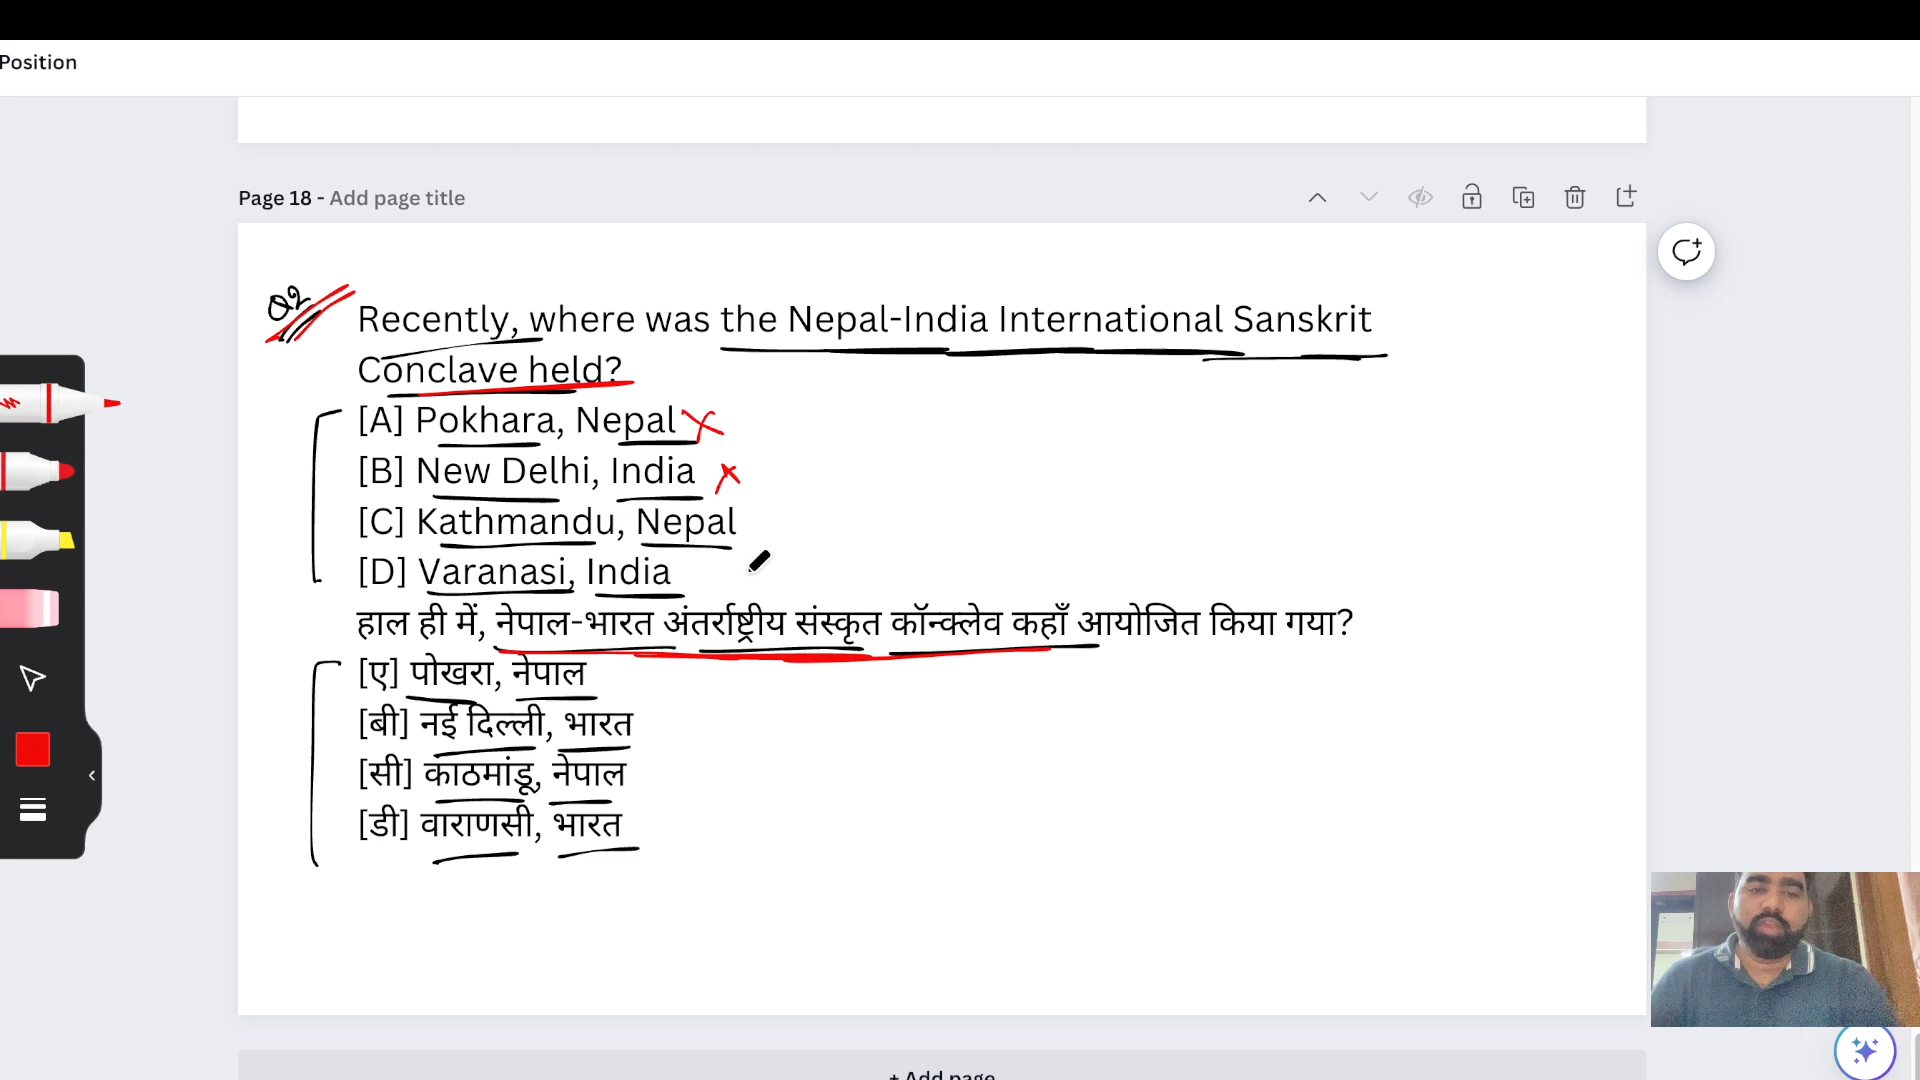 Position
Page 18 - Add page title
Q2
Recently, where was the Nepal-India International Sanskrit
Conclave held?
[A] Pokhara, Nepal
[B] New Delhi, India
[C] Kathmandu, Nepal
[D] Varanasi, India
हाल ही में, नेपाल-भारत अंतर्राष्ट्रीय संस्कृत कॉन्क्लेव कहाँ आयोजित किया गया?
[ए] पोखरा, नेपाल
[बी] नई दिल्ली, भारत
[सी] काठमांडू, नेपाल
[डी] वाराणसी, भारत
+ Add page